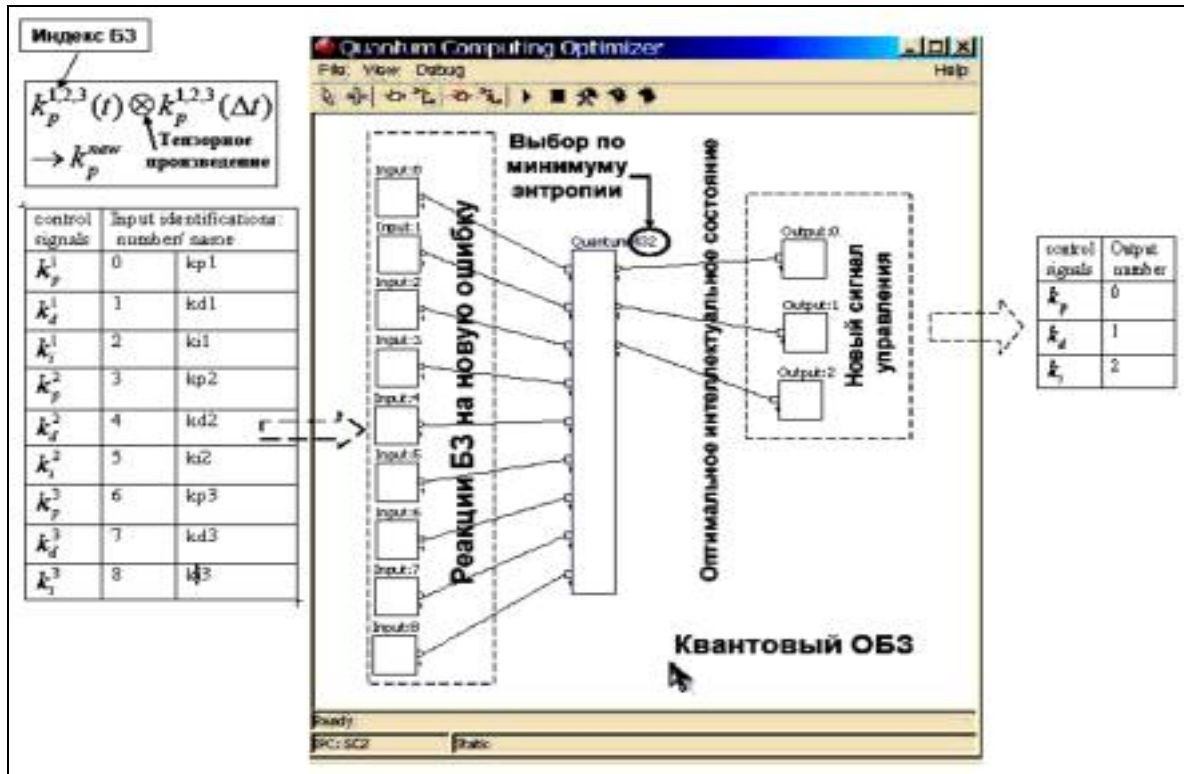 Индекс БЗ
k_p^{1,2,3}(t) ⊗ k_p^{1,2,3}(Δt)
→ k_p^{new}
Тензорное
произведение
control signals Input identifications: number/ name
k_p^1 0 kp1
k_d^1 1 kd1
k_i^1 2 ki1
k_p^2 3 kp2
k_d^2 4 kd2
k_i^2 5 ki2
k_p^3 6 kp3
k_d^3 7 kd3
k_i^3 8
Quantum Computing Optimizer
File View Debug Help
Input:0
Input:1
Input:2
Input:3
Input:4
Input:5
Input:6
Input:7
Input:8
Реакции БЗ на новую ошибку
Выбор по
минимуму
энтропии
Quantum
Оптимальное интеллектуальное состояние
Output:0
Output:1
Output:2
Новый сигнал
управления
Квантовый ОБЗ
Ready
Static
control signals Output number
k_p 0
k_d 1
k_i 2